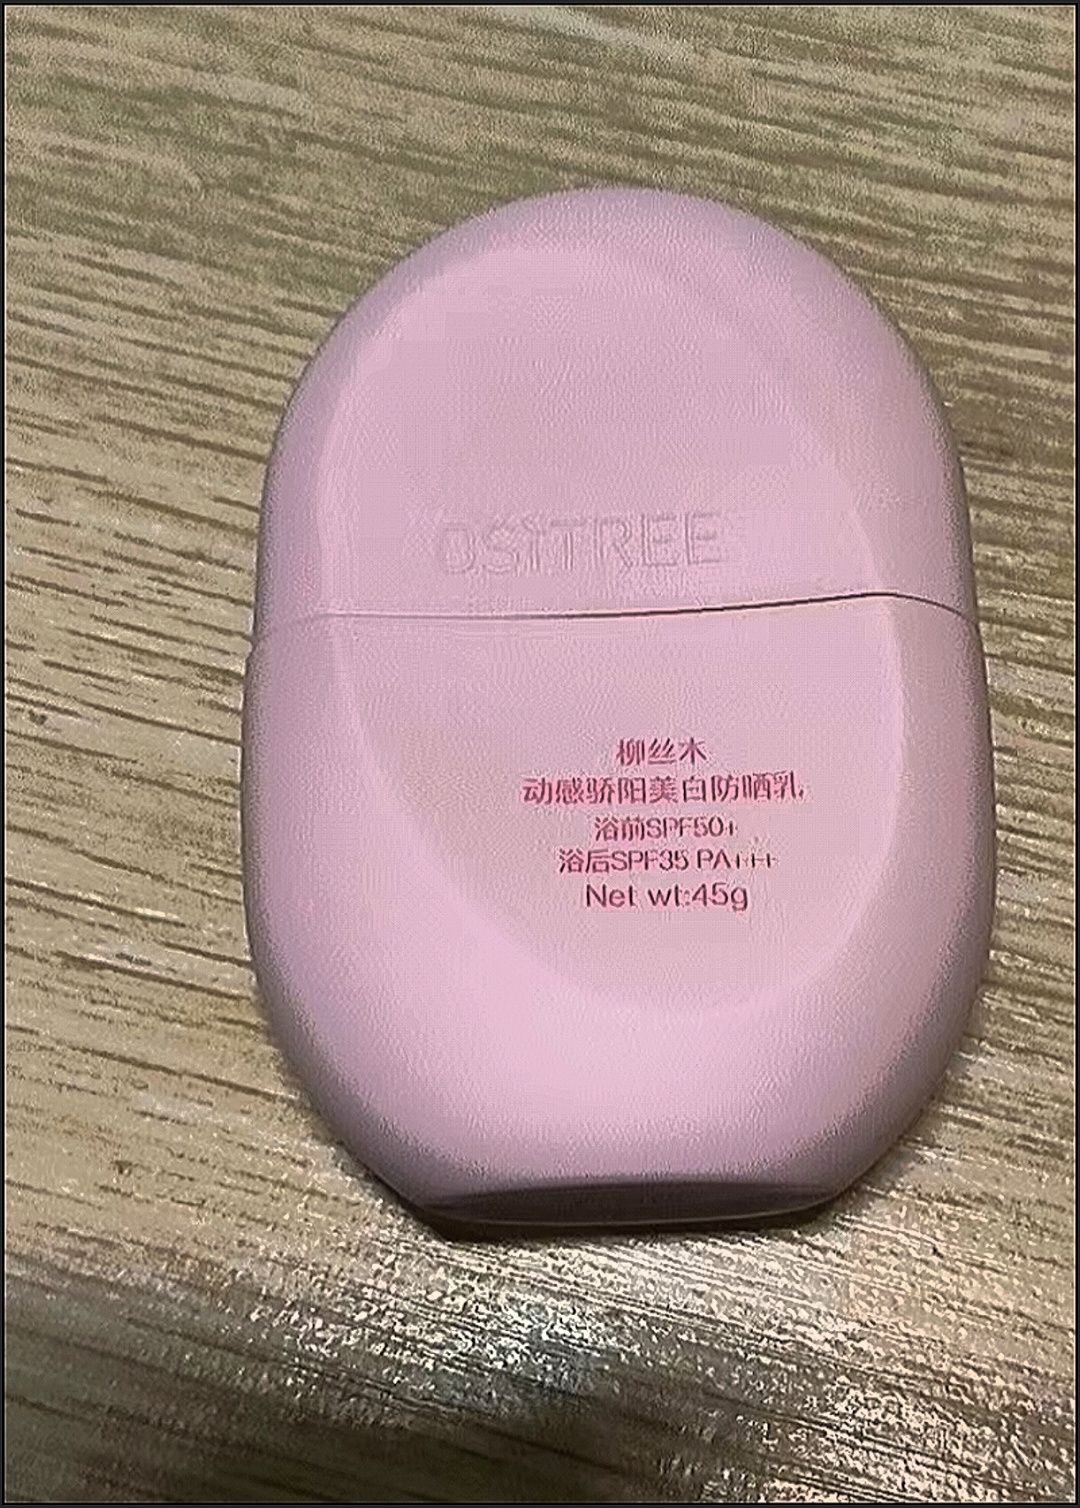 OSiTREE
柳丝木
动感骄阳美白防晒乳
浴前SPF50+
浴后SPF35 PA+++
Net wt:45g